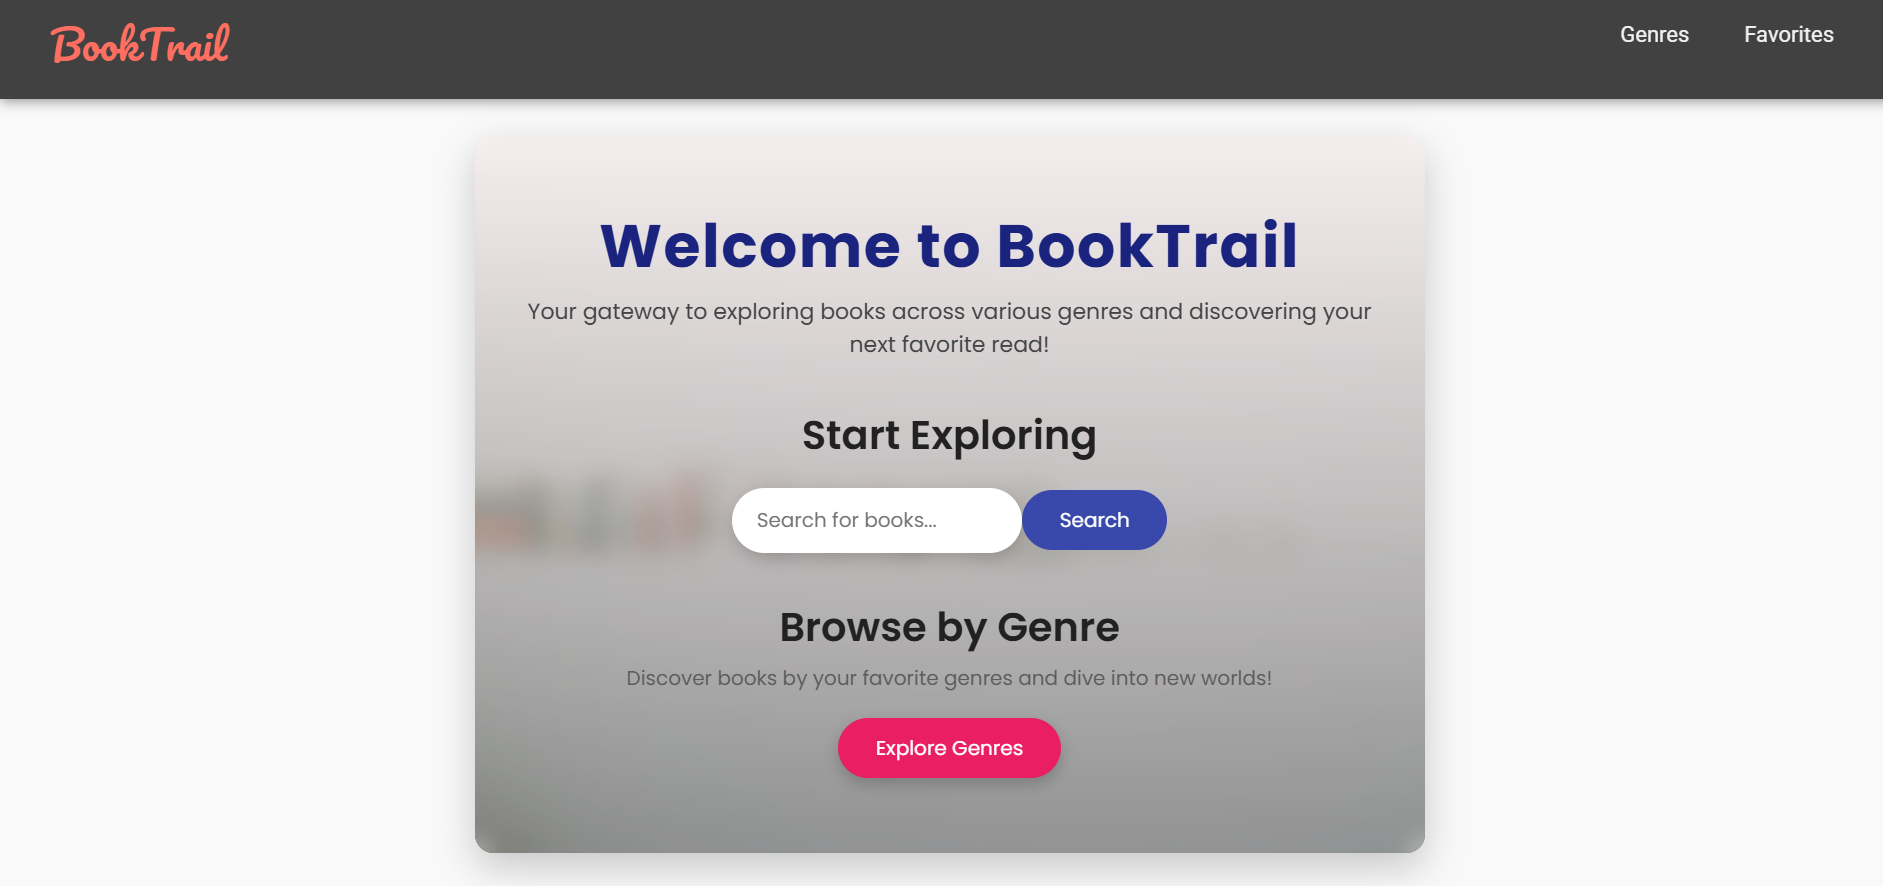 BookTrail
Genres
Favorites
Welcome to BookTrail
Your gateway to exploring books across various genres and discovering your
next favorite read!
Start Exploring
Search for books...
Search
Browse by Genre
Discover books by your favorite genres and dive into new worlds!
Explore Genres